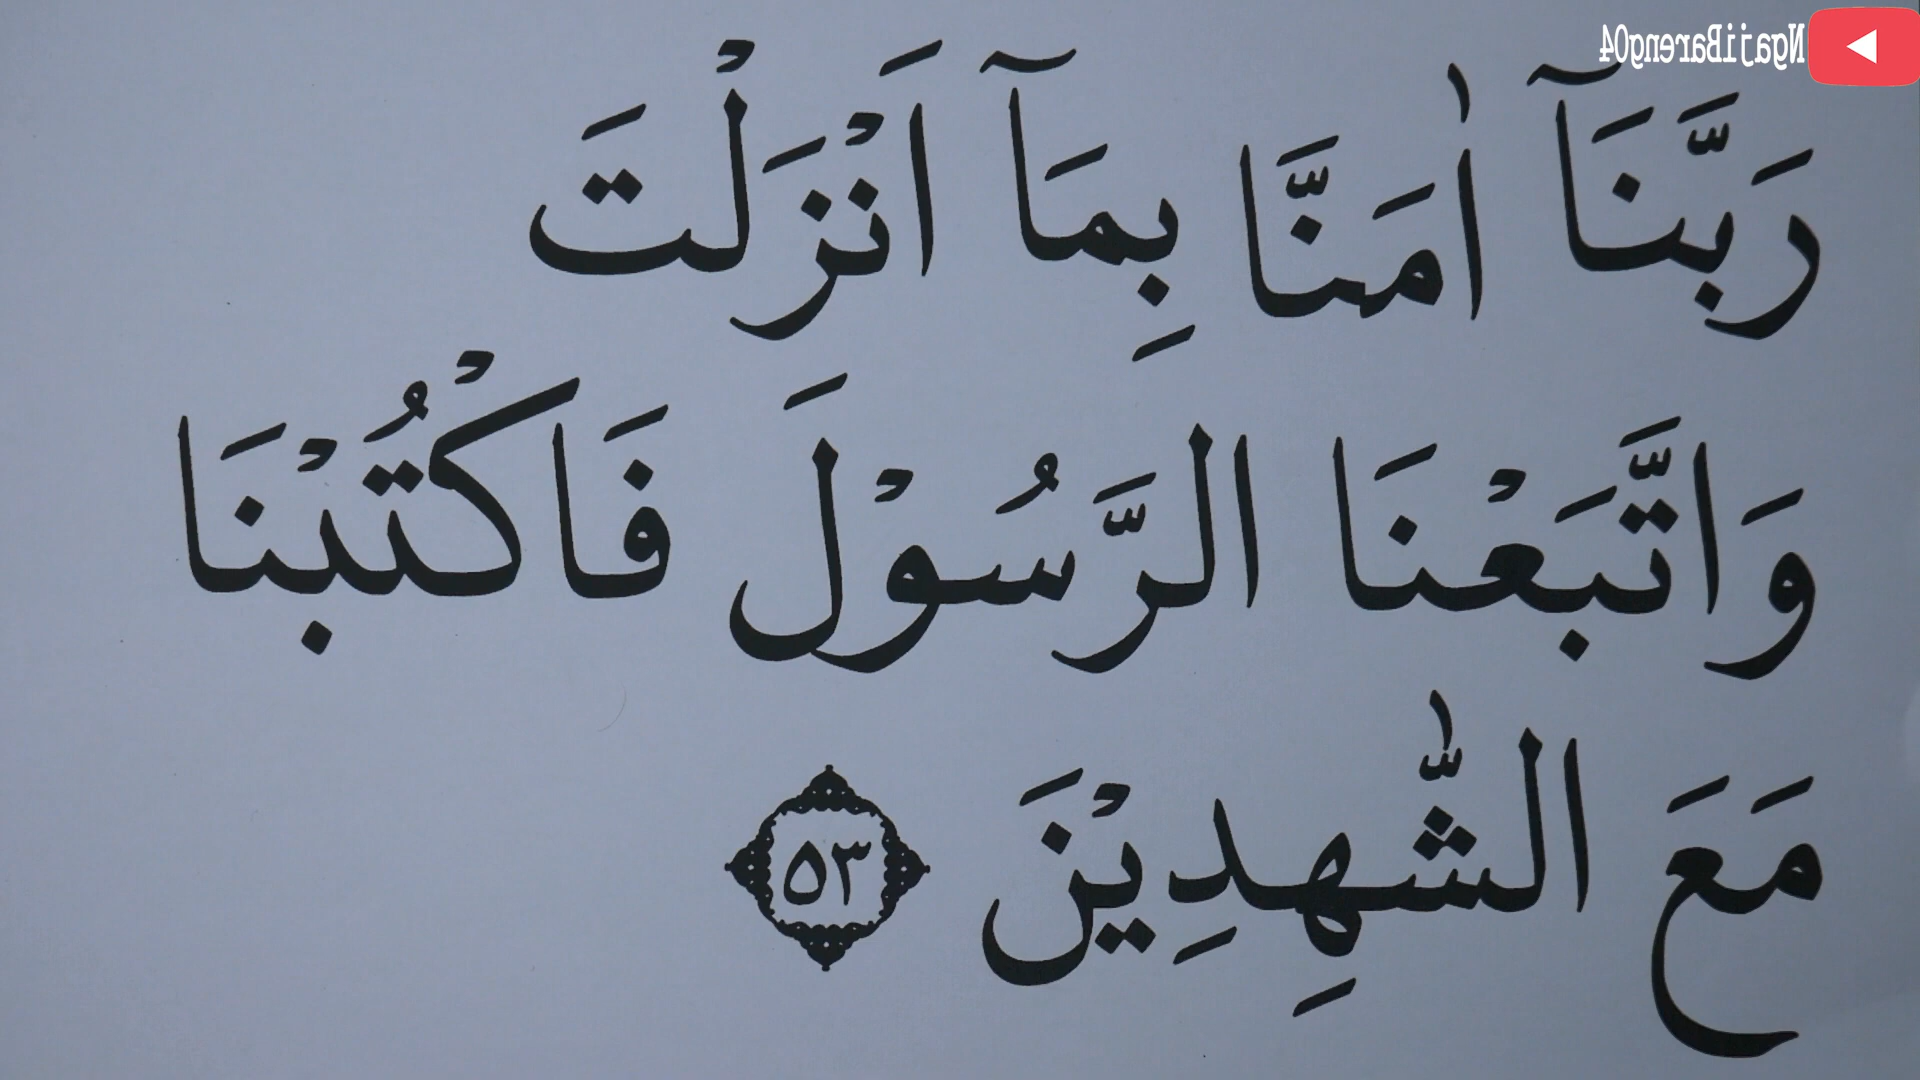 NgajiBareng04
رَبَّنَآ اٰمَنَّا بِمَآ اَنْزَلْتَ
وَاتَّبَعْنَا الرَّسُوْلَ فَاكْتُبْنَا
مَعَ الشّٰهِدِيْنَ ۝٥٣